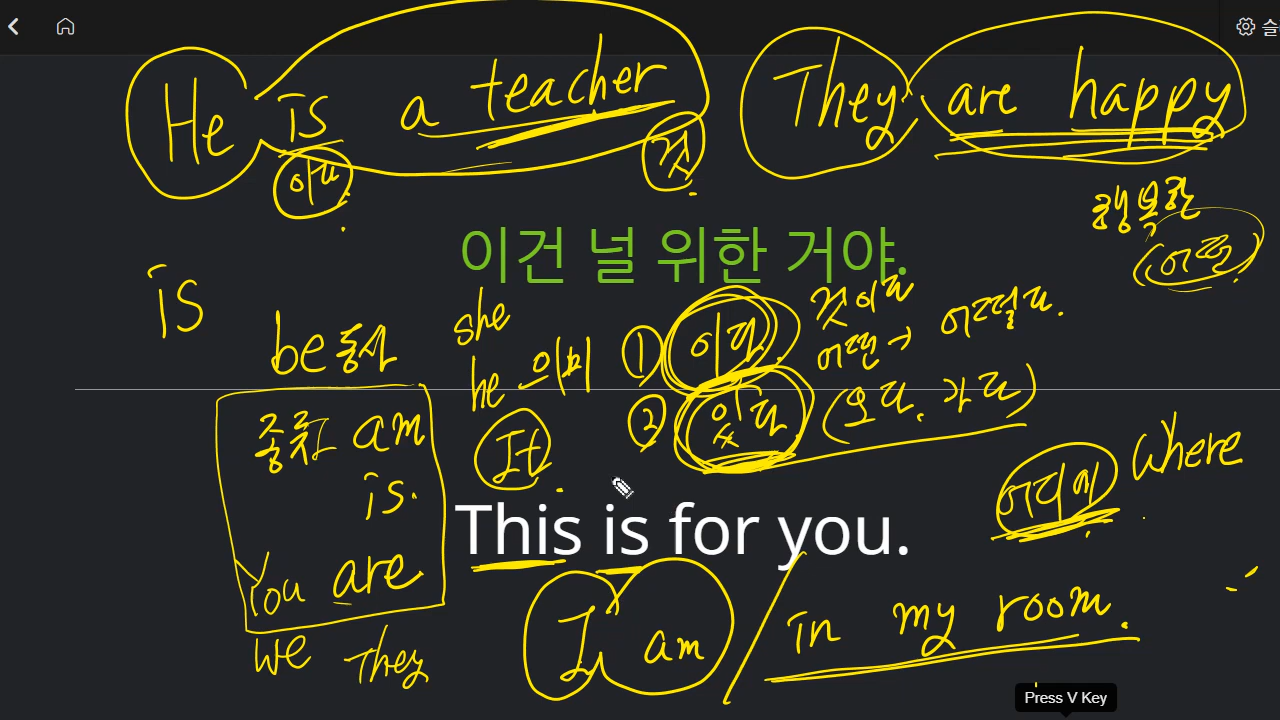 슬
He is a teacher They are happy
이다 것
행복한
(어떤)
이건 널 위한 거야.
is
be동사
she
he 의미
It
① 이다 것이다
어떤 → 어떠하다.
② 있다 (오다. 가다)
am
is.
You are
we They
어디에 where
This is for you.
I am / in my room.
Press V Key